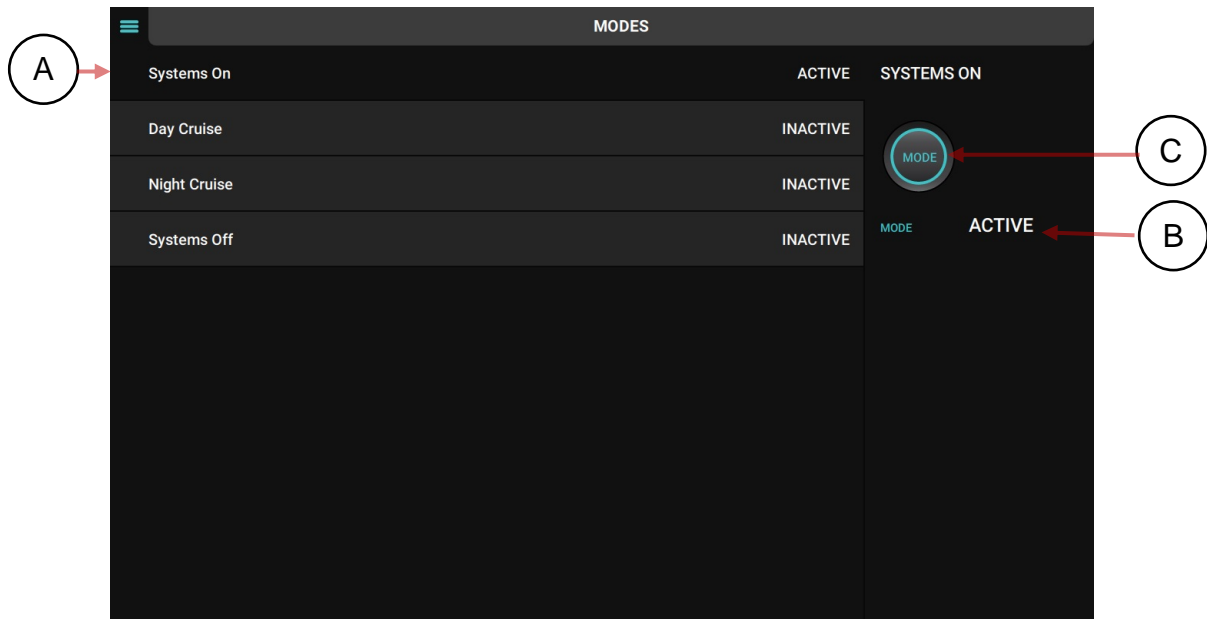 MODES
A
Systems On ACTIVE
SYSTEMS ON
Day Cruise INACTIVE
MODE
C
Night Cruise INACTIVE
Systems Off INACTIVE
MODE ACTIVE
B